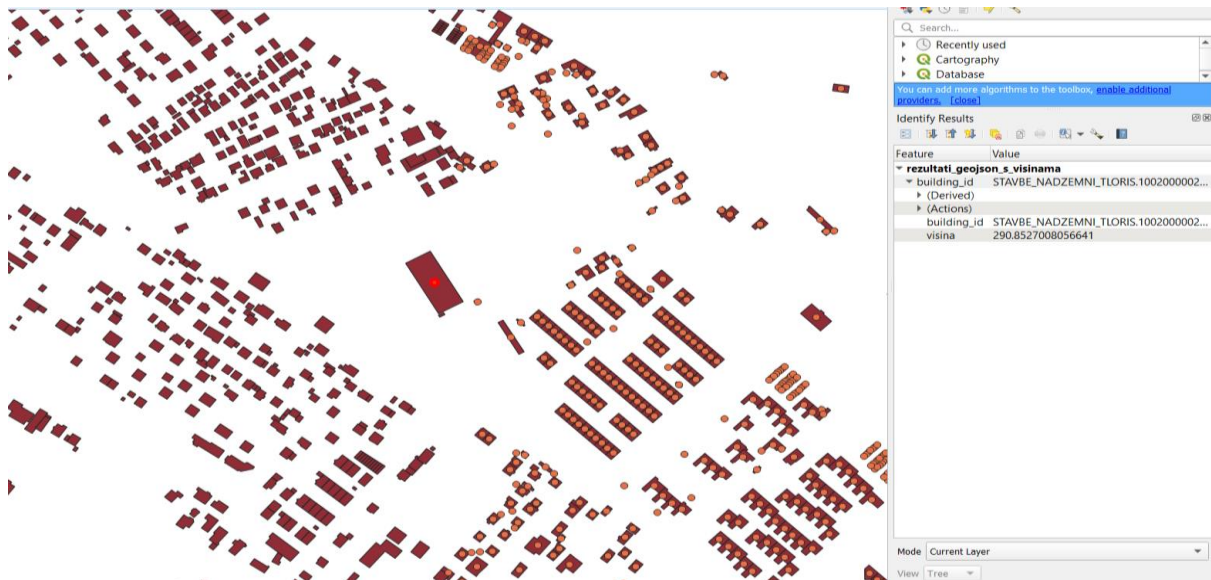 Search...
Recently used
Cartography
Database
You can add more algorithms to the toolbox, enable additional
providers. [close]
Identify Results
Feature Value
rezultati_geojson_s_visinama
building_id STAVBE_NADZEMNI_TLORIS.1002000002...
(Derived)
(Actions)
building_id STAVBE_NADZEMNI_TLORIS.1002000002...
visina 290.8527008056641
Mode Current Layer
View Tree